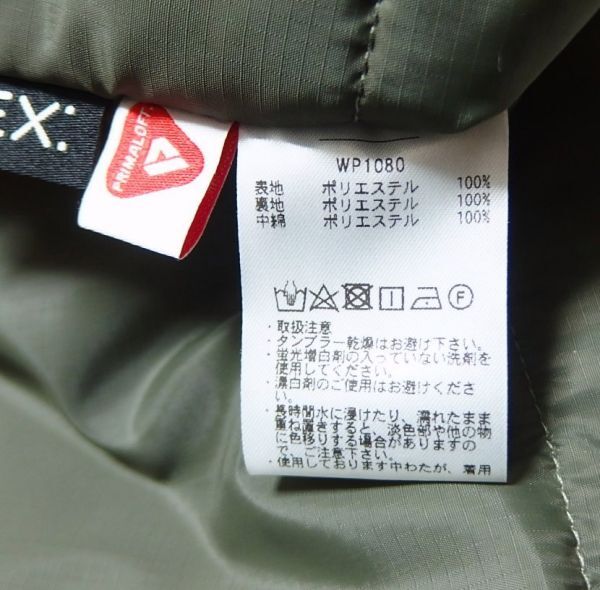 EX:
PRIMALOFT
WP1080
表地 ポリエステル 100%
裏地 ポリエステル 100%
中綿 ポリエステル 100%
F
・取扱注意
・タンブラー乾燥はお避け下さい。
・蛍光増白剤の入っていない洗剤を
使用してください。
・漂白剤のご使用はお避けくださ
い。
・長時間水に浸けたり、濡れたまま
重ね置きすると、淡色部や他の物
に色移りする場合がありますの
で、ご注意下さい。
・使用しております中わたが、着用